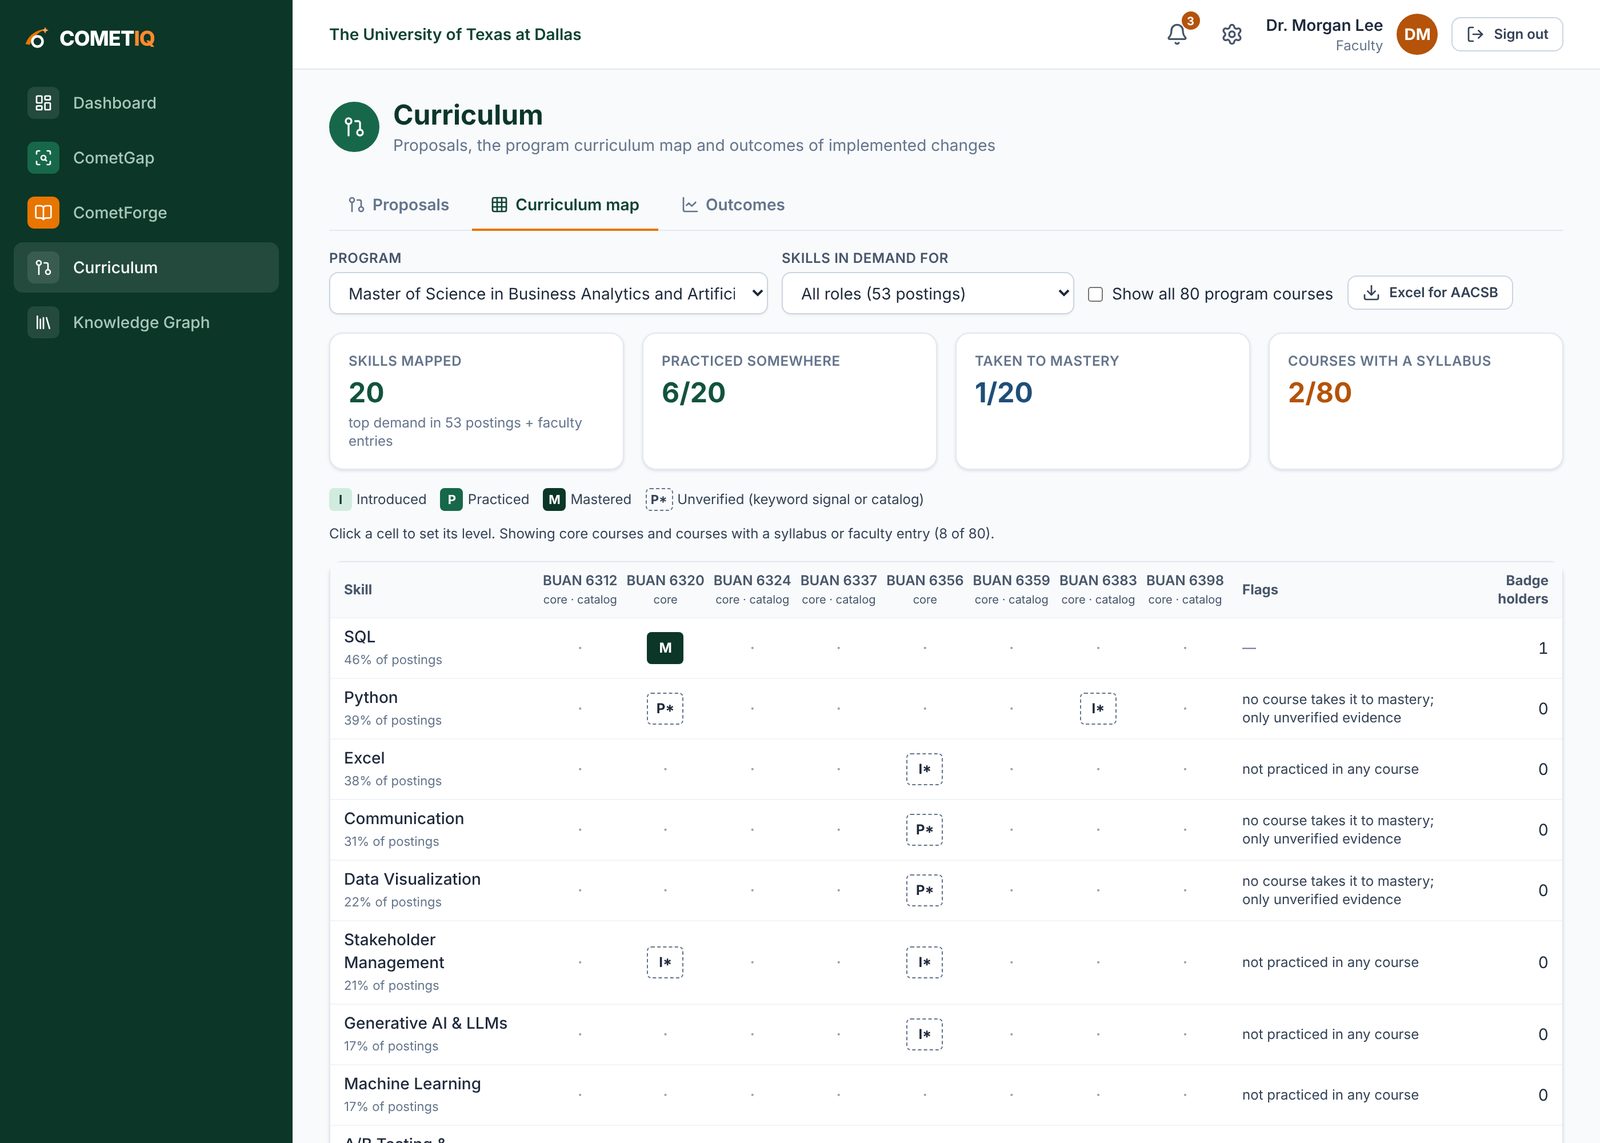 COMETIQ
The University of Texas at Dallas
3
Dr. Morgan Lee
Faculty
DM
Sign out
Dashboard
CometGap
CometForge
Curriculum
Knowledge Graph
Curriculum
Proposals, the program curriculum map and outcomes of implemented changes
Proposals
Curriculum map
Outcomes
PROGRAM
SKILLS IN DEMAND FOR
Master of Science in Business Analytics and Artifici
All roles (53 postings)
Show all 80 program courses
Excel for AACSB
SKILLS MAPPED
20
top demand in 53 postings + faculty
entries
PRACTICED SOMEWHERE
6/20
TAKEN TO MASTERY
1/20
COURSES WITH A SYLLABUS
2/80
I Introduced P Practiced M Mastered P* Unverified (keyword signal or catalog)
Click a cell to set its level. Showing core courses and courses with a syllabus or faculty entry (8 of 80).
Skill
BUAN 6312 BUAN 6320 BUAN 6324 BUAN 6337 BUAN 6356 BUAN 6359 BUAN 6383 BUAN 6398
core · catalog core core · catalog core · catalog core core · catalog core · catalog core · catalog
Flags
Badge
holders
SQL
46% of postings
· M · · · · · · — 1
Python
39% of postings
· P* · · · · I* ·
no course takes it to mastery;
only unverified evidence
0
Excel
38% of postings
· · · · I* · · · not practiced in any course 0
Communication
31% of postings
· · · · P* · · ·
no course takes it to mastery;
only unverified evidence
0
Data Visualization
22% of postings
· · · · P* · · ·
no course takes it to mastery;
only unverified evidence
0
Stakeholder
Management
21% of postings
· I* · · I* · · · not practiced in any course 0
Generative AI & LLMs
17% of postings
· · · · I* · · · not practiced in any course 0
Machine Learning
17% of postings
· · · · · · · · not practiced in any course 0
A/B Testing &